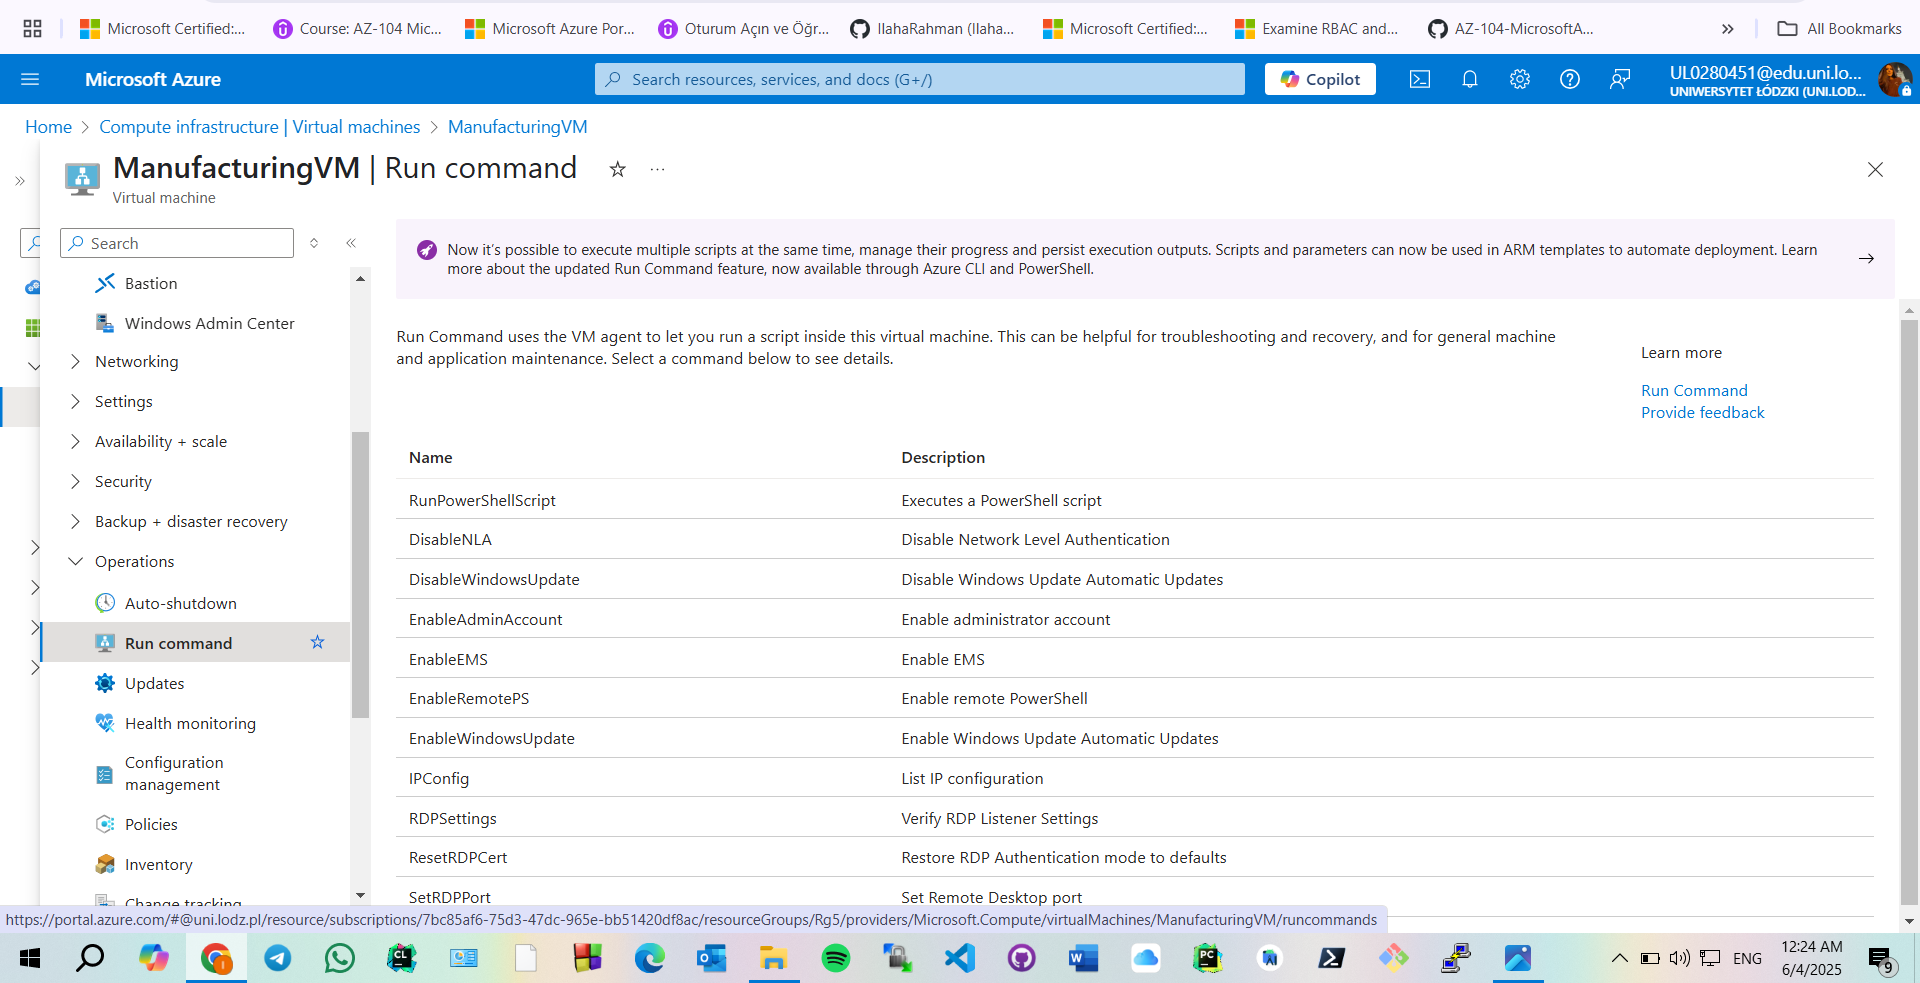 Microsoft Certified:...
Course: AZ-104 Mic...
Microsoft Azure Por...
Oturum Açın ve Öğr...
IlahaRahman (Ilaha...
Microsoft Certified:...
Examine RBAC and...
AZ-104-MicrosoftA...
All Bookmarks
Microsoft Azure
Search resources, services, and docs (G+/)
Copilot
UL0280451@edu.uni.lo...
UNIWERSYTET ŁÓDZKI (UNI.LOD...
Home > Compute infrastructure | Virtual machines > ManufacturingVM
ManufacturingVM | Run command
Virtual machine
Search
Bastion
Windows Admin Center
Networking
Settings
Availability + scale
Security
Backup + disaster recovery
Operations
Auto-shutdown
Run command
Updates
Health monitoring
Configuration
management
Policies
Inventory
Change tracking
Now it's possible to execute multiple scripts at the same time, manage their progress and persist execution outputs. Scripts and parameters can now be used in ARM templates to automate deployment. Learn
more about the updated Run Command feature, now available through Azure CLI and PowerShell.
Run Command uses the VM agent to let you run a script inside this virtual machine. This can be helpful for troubleshooting and recovery, and for general machine
and application maintenance. Select a command below to see details.
Learn more
Run Command
Provide feedback
Name Description
RunPowerShellScript Executes a PowerShell script
DisableNLA Disable Network Level Authentication
DisableWindowsUpdate Disable Windows Update Automatic Updates
EnableAdminAccount Enable administrator account
EnableEMS Enable EMS
EnableRemotePS Enable remote PowerShell
EnableWindowsUpdate Enable Windows Update Automatic Updates
IPConfig List IP configuration
RDPSettings Verify RDP Listener Settings
ResetRDPCert Restore RDP Authentication mode to defaults
SetRDPPort Set Remote Desktop port
https://portal.azure.com/#@uni.lodz.pl/resource/subscriptions/7bc85af6-75d3-47dc-965e-bb51420df8ac/resourceGroups/Rg5/providers/Microsoft.Compute/virtualMachines/ManufacturingVM/runcommands
ENG
12:24 AM
6/4/2025
9